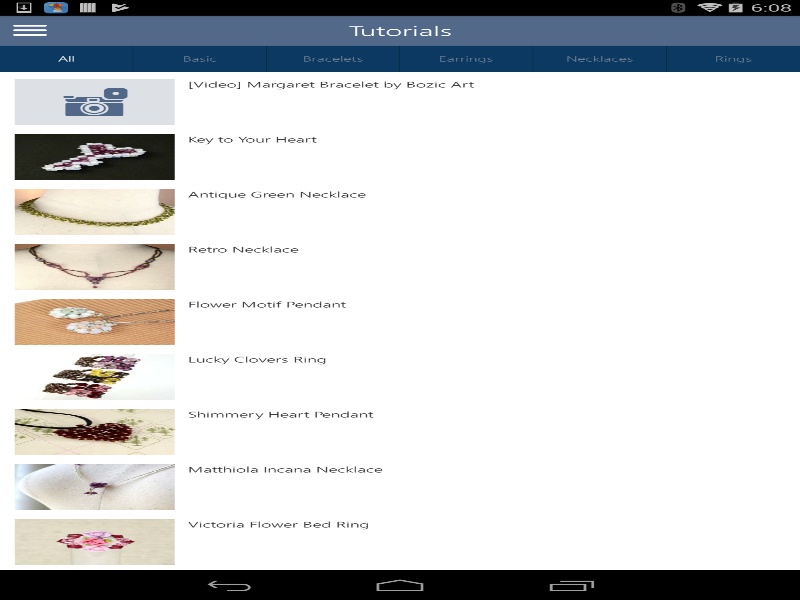 6:08
Tutorials
All Basic Bracelets Earrings Necklaces Rings
[Video] Margaret Bracelet by Bozic Art
Key to Your Heart
Antique Green Necklace
Retro Necklace
Flower Motif Pendant
Lucky Clovers Ring
Shimmery Heart Pendant
Matthiola Incana Necklace
Victoria Flower Bed Ring